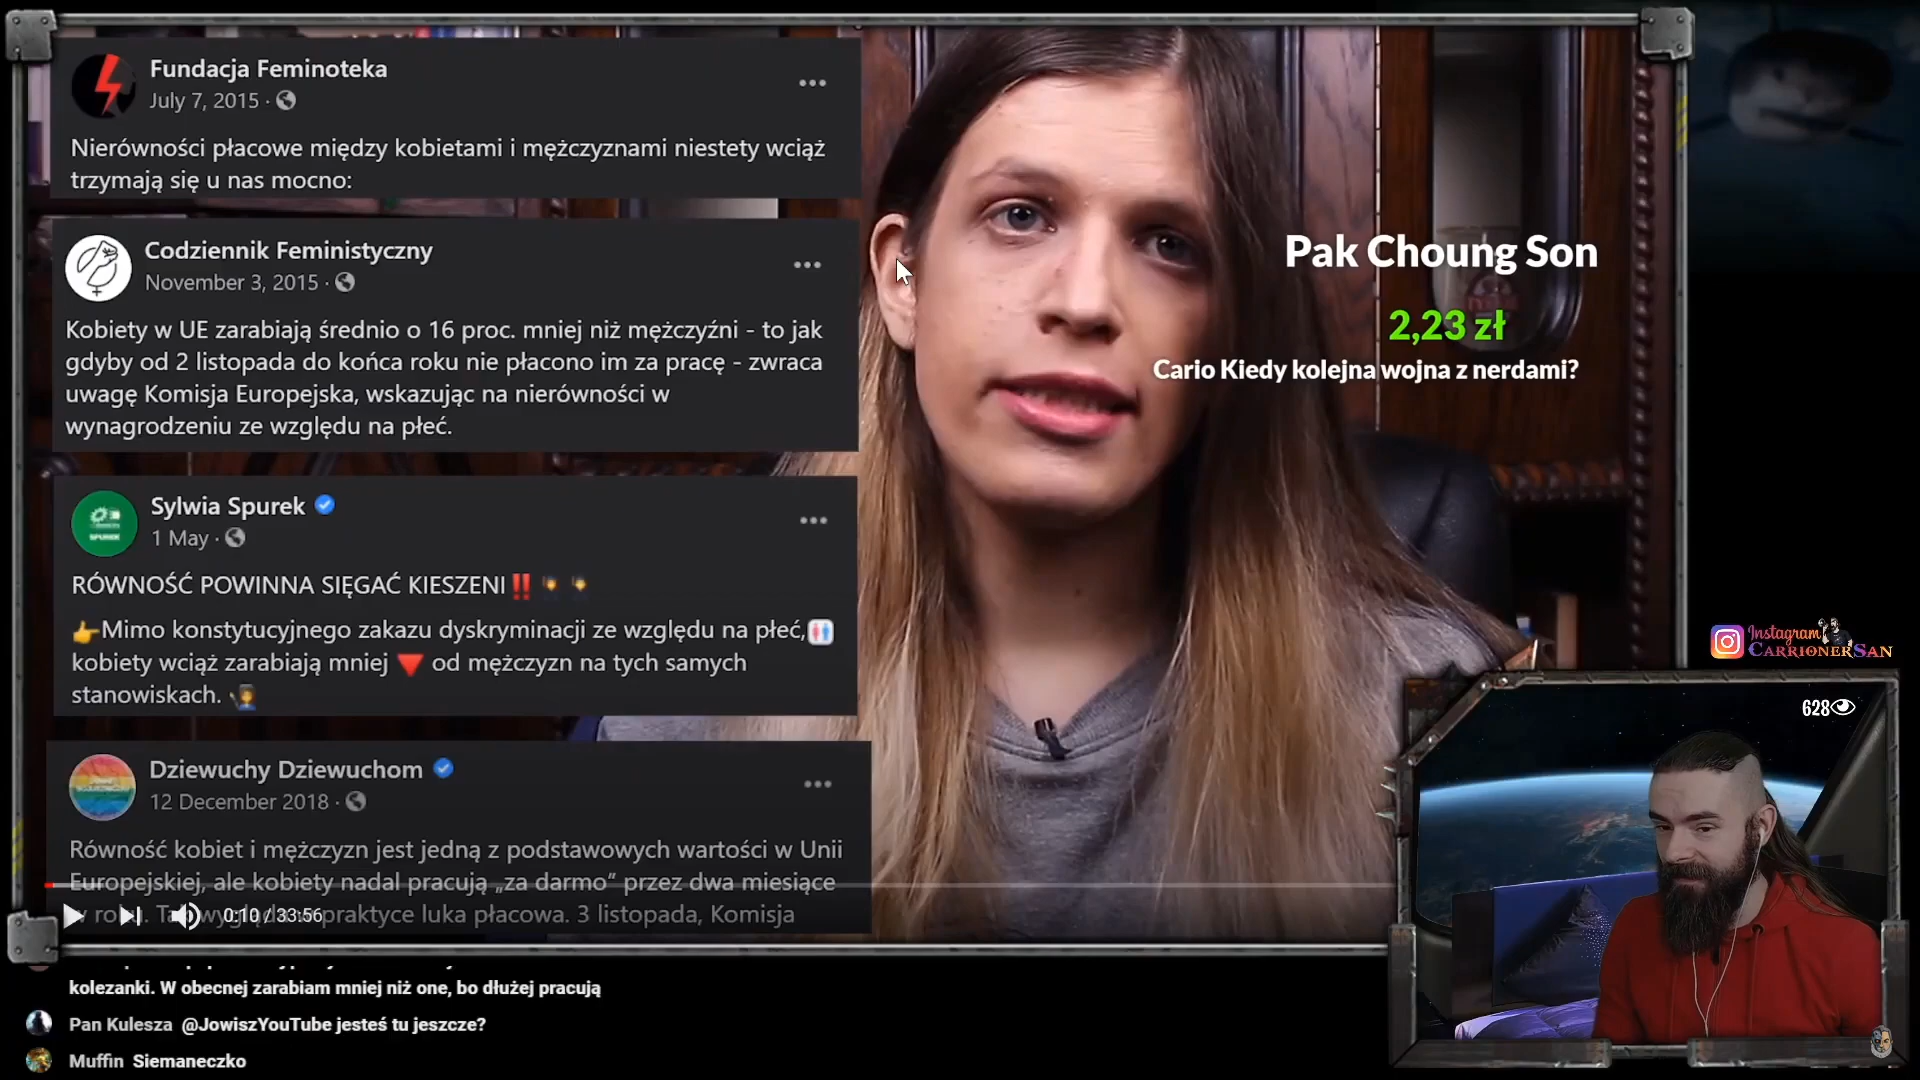 Fundacja Feminoteka
July 7, 2015 ·
Nierówności płacowe między kobietami i mężczyznami niestety wciąż
trzymają się u nas mocno:
Codziennik Feministyczny
November 3, 2015 ·
Kobiety w UE zarabiają średnio o 16 proc. mniej niż mężczyźni - to jak
gdyby od 2 listopada do końca roku nie płacono im za pracę - zwraca
uwagę Komisja Europejska, wskazując na nierówności w
wynagrodzeniu ze względu na płeć.
Sylwia Spurek
1 May ·
RÓWNOŚĆ POWINNA SIĘGAĆ KIESZENI‼️
👉Mimo konstytucyjnego zakazu dyskryminacji ze względu na płeć,🚻
kobiety wciąż zarabiają mniej 🔻 od mężczyzn na tych samych
stanowiskach.
Dziewuchy Dziewuchom
12 December 2018 ·
Równość kobiet i mężczyzn jest jedną z podstawowych wartości w Unii
Europejskiej, ale kobiety nadal pracują „za darmo” przez dwa miesiące
w roku. praktyce luka płacowa. 3 listopada, Komisja
0:10 / 33:56
Pak Choung Son
2,23 zł
Cario Kiedy kolejna wojna z nerdami?
Instagram
CARRIONERSAN
628
kolezanki. W obecnej zarabiam mniej niż one, bo dłużej pracują
Pan Kulesza @JowiszYouTube jesteś tu jeszcze?
Muffin Siemaneczko